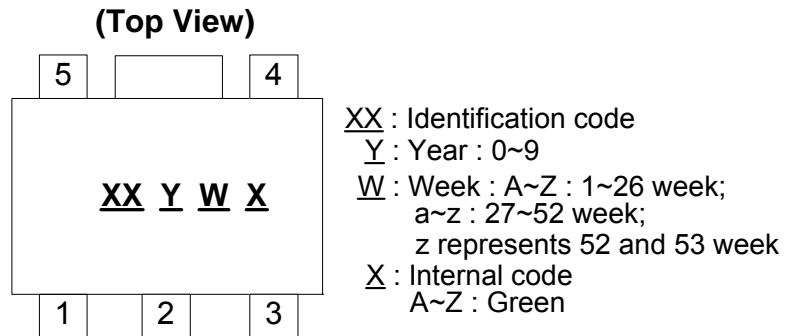 (Top View)
5 4
XX Y W X
1 2 3
XX : Identification code
Y : Year : 0~9
W : Week : A~Z : 1~26 week;
a~z : 27~52 week;
z represents 52 and 53 week
X : Internal code
A~Z : Green